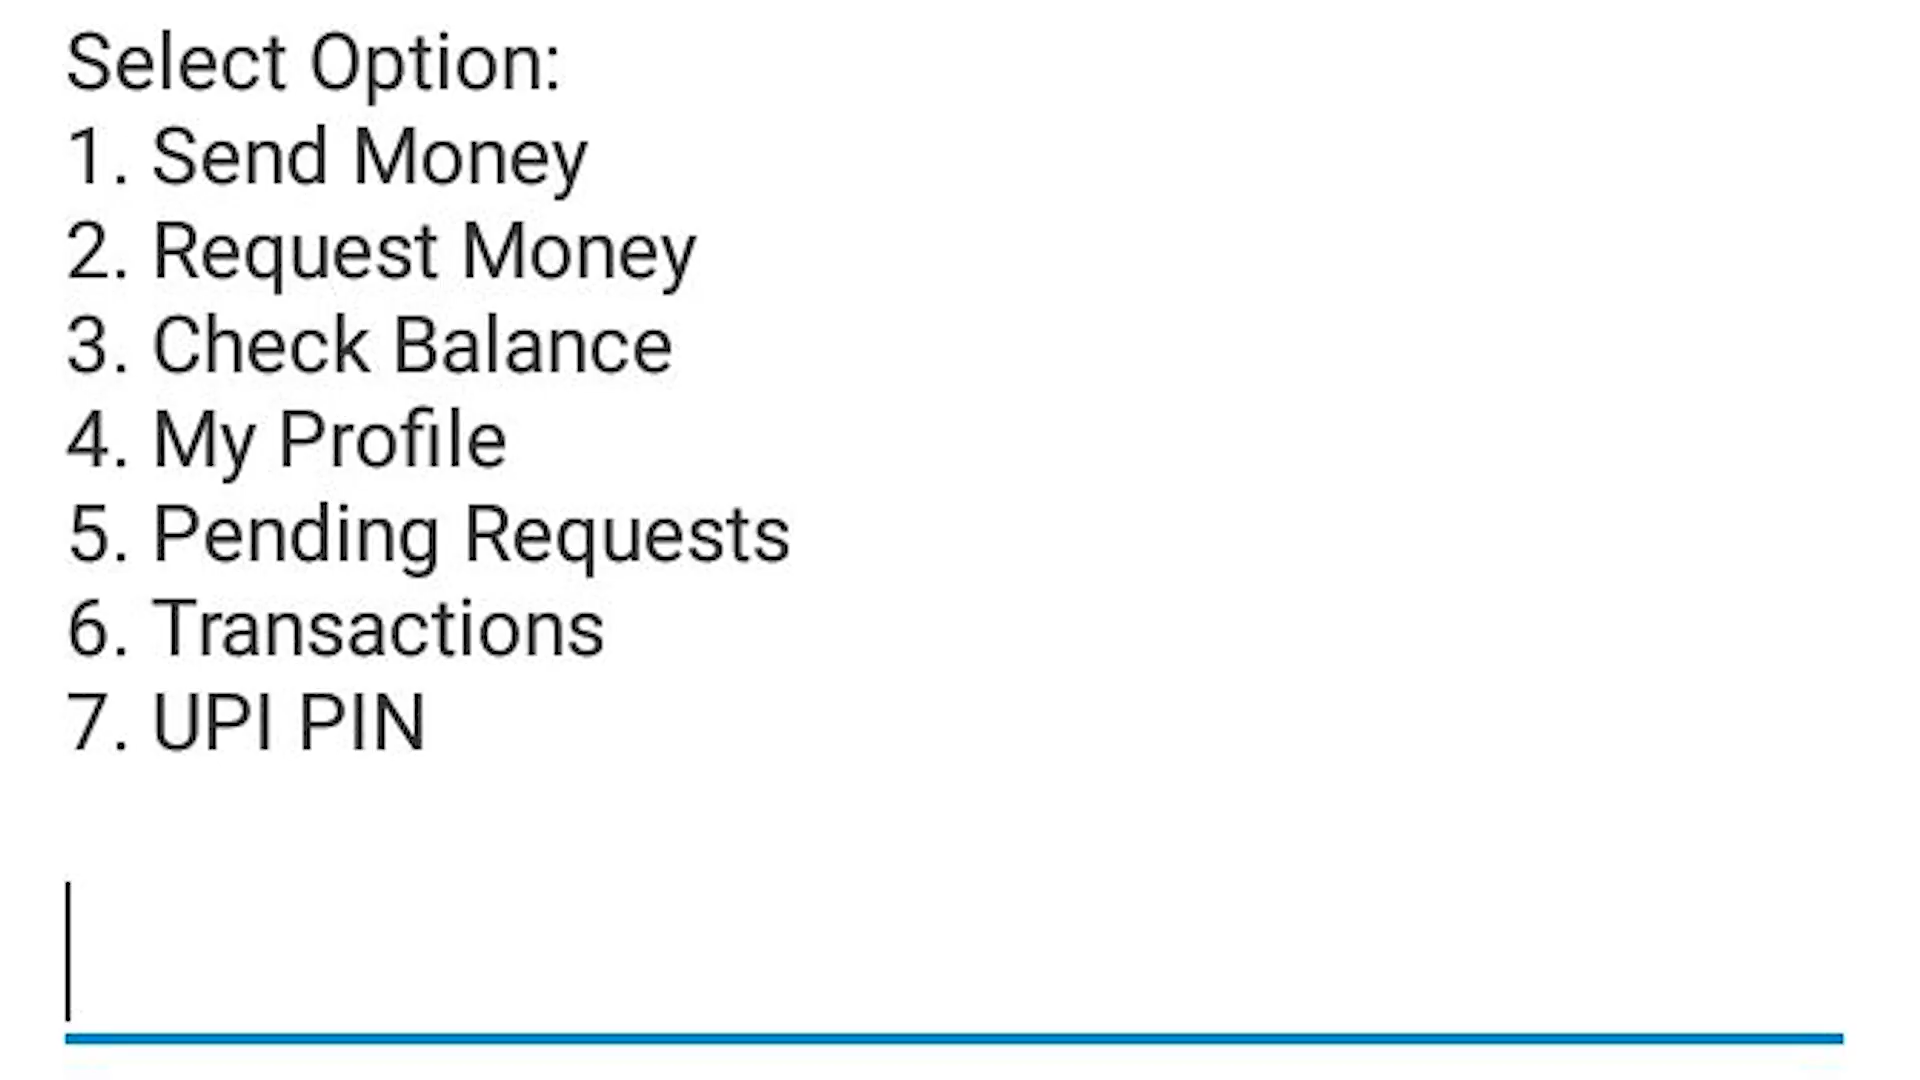 Select Option:
1. Send Money
2. Request Money
3. Check Balance
4. My Profile
5. Pending Requests
6. Transactions
7. UPI PIN